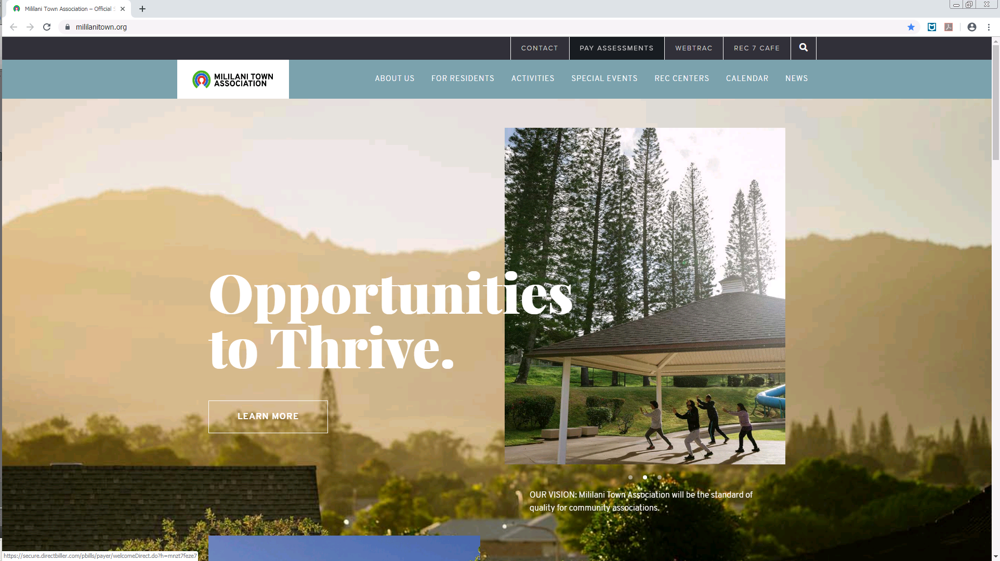 Mililani Town Association – Official
mililanitown.org
CONTACT
PAY ASSESSMENTS
WEBTRAC
REC 7 CAFE
MILILANI TOWN
ASSOCIATION
ABOUT US
FOR RESIDENTS
ACTIVITIES
SPECIAL EVENTS
REC CENTERS
CALENDAR
NEWS
Opportunities
to Thrive.
LEARN MORE
OUR VISION: Mililani Town Association will be the standard of
quality for community associations.
https://secure.directbiller.com/pbills/payer/welcomeDirect.do?h=mnzt7feze7